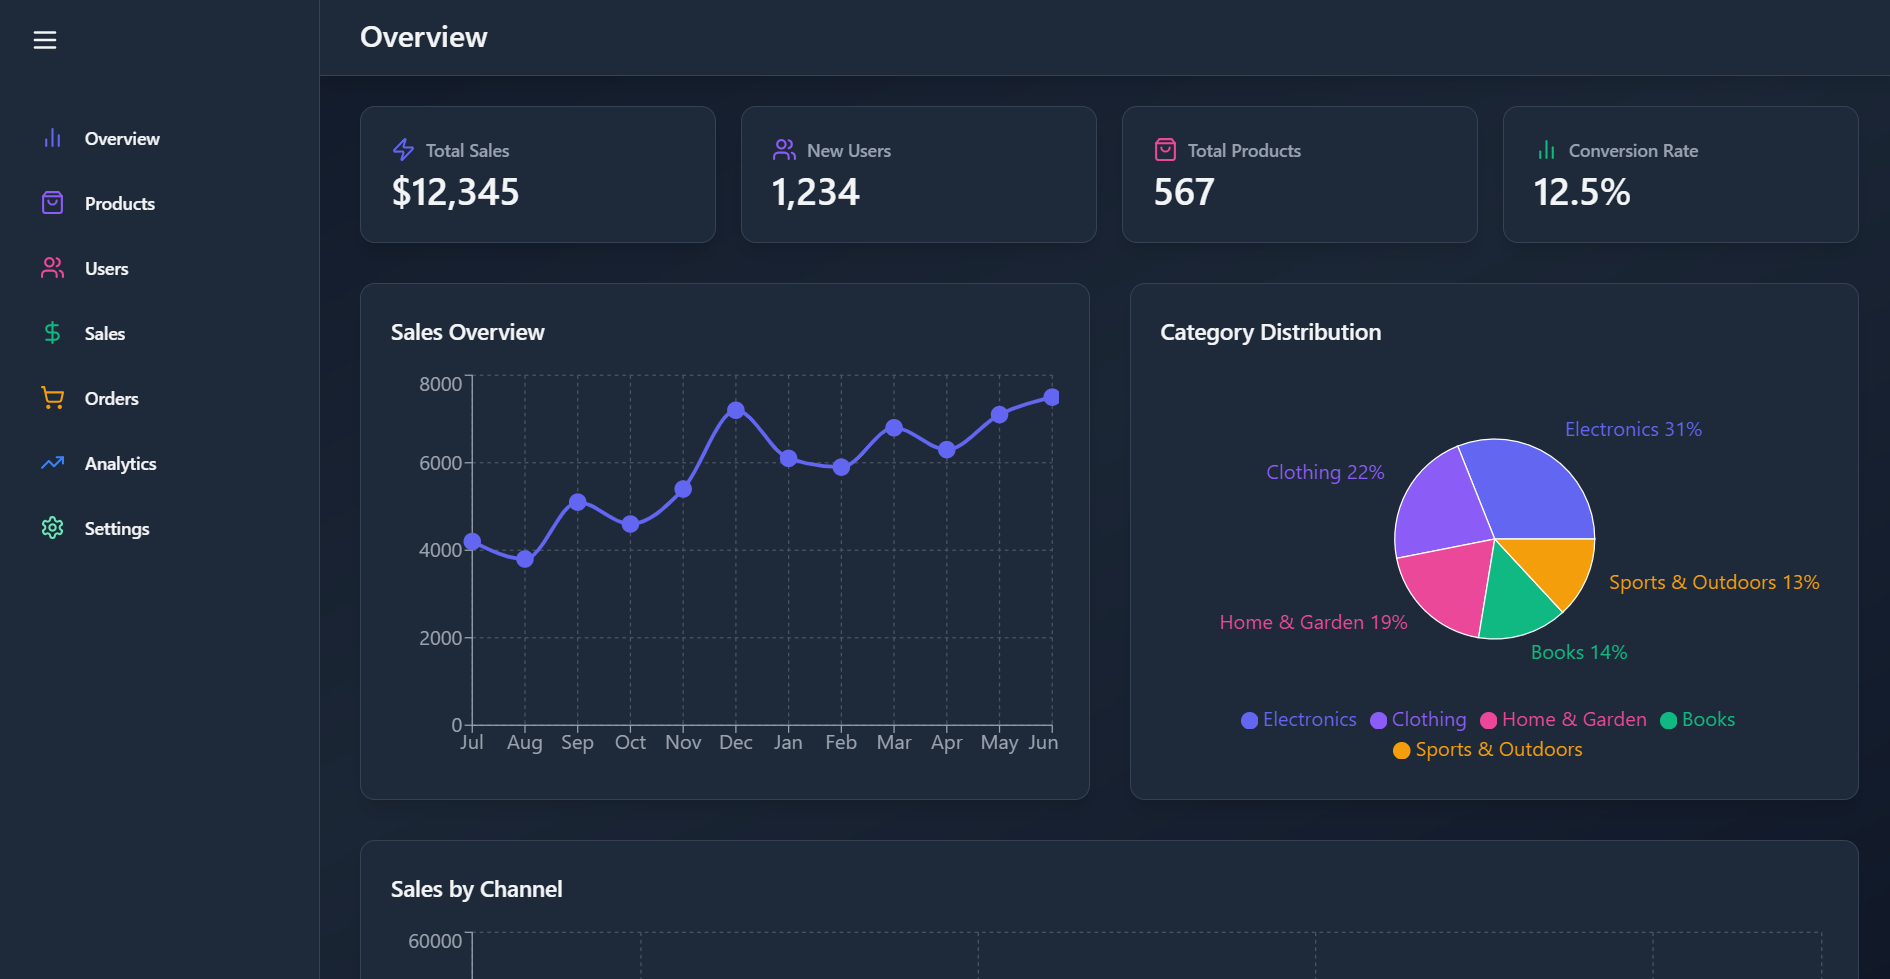 Overview
Overview
Products
Users
Sales
Orders
Analytics
Settings
Total Sales
$12,345
New Users
1,234
Total Products
567
Conversion Rate
12.5%
Sales Overview
8000
6000
4000
2000
0
Jul Aug Sep Oct Nov Dec Jan Feb Mar Apr May Jun
Category Distribution
Electronics 31%
Clothing 22%
Sports & Outdoors 13%
Home & Garden 19%
Books 14%
Electronics Clothing Home & Garden Books
Sports & Outdoors
Sales by Channel
60000